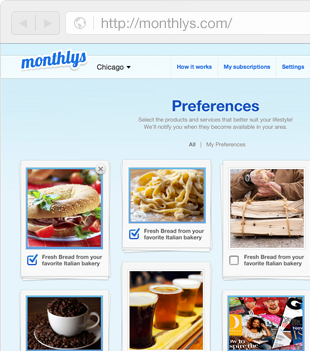 http://monthlys.com/
monthlys
Chicago
How it works
My subscriptions
Settings
Preferences
Select the products and services that better suit your lifestyle!
We'll notify you when they become available in your area.
All | My Preferences
Fresh Bread from your
favorite Italian bakery
Fresh Bread from your
favorite Italian bakery
Fresh Bread from your
favorite Italian bakery